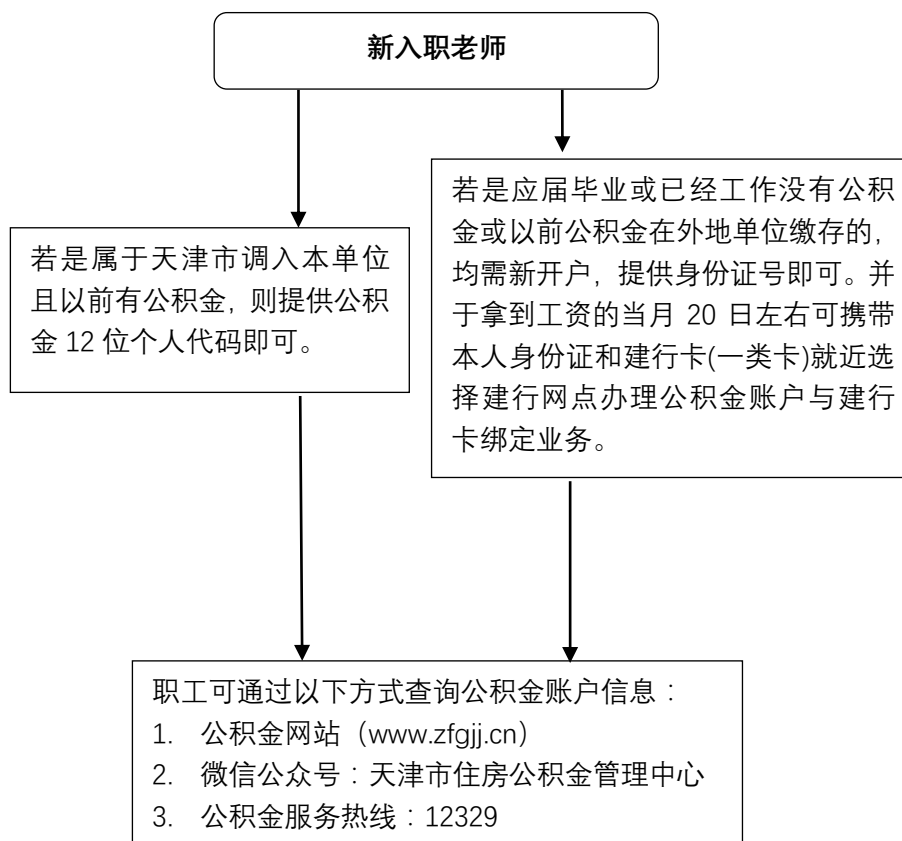 新入职老师
若是属于天津市调入本单位
且以前有公积金，则提供公积
金 12 位个人代码即可。
若是应届毕业或已经工作没有公积
金或以前公积金在外地单位缴存的，
均需新开户，提供身份证号即可。并
于拿到工资的当月 20 日左右可携带
本人身份证和建行卡(一类卡)就近选
择建行网点办理公积金账户与建行
卡绑定业务。
职工可通过以下方式查询公积金账户信息：
1. 公积金网站（www.zfgjj.cn）
2. 微信公众号：天津市住房公积金管理中心
3. 公积金服务热线：12329